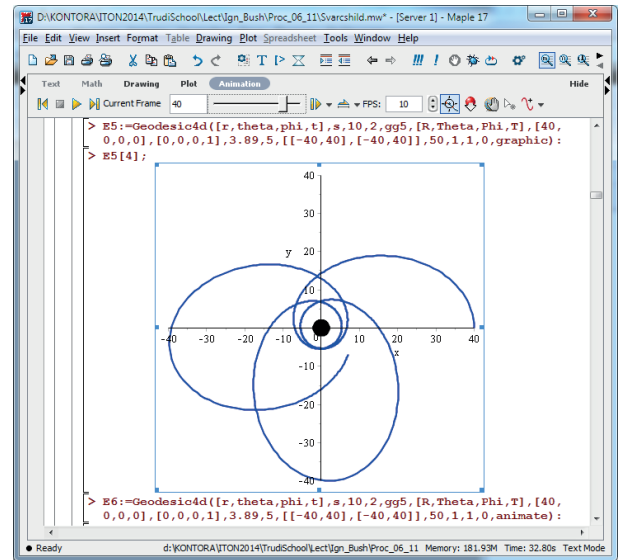 D:\KONTORA\ITON2014\TrudiSchool\Lect\Ign_Bush\Proc_06_11\Svarcshild.mw* - [Server 1] - Maple 17
File Edit View Insert Format Table Drawing Plot Spreadsheet Tools Window Help
Text Math Drawing Plot Animation Hide
Current Frame 40 FPS: 10
> E5:=Geodesic4d([r,theta,phi,t],s,10,2,gg5,[R,Theta,Phi,T],[40,
0,0,0],[0,0,0,1],3.89,5,[[-40,40],[-40,40]],50,1,1,0,graphic):
> E5[4];
40
30
20
y
10
-40 -30 -20 -10 0 10 20 30 40
x
-10
-20
-30
-40
> E6:=Geodesic4d([r,theta,phi,t],s,10,2,gg5,[R,Theta,Phi,T],[40,
0,0,0],[0,0,0,1],3.89,5,[[-40,40],[-40,40]],50,1,1,0,animate):
Ready d:\KONTORA\ITON2014\TrudiSchool\Lect\Ign_Bush\Proc_06_11 Memory: 181.93M Time: 32.80s Text Mode